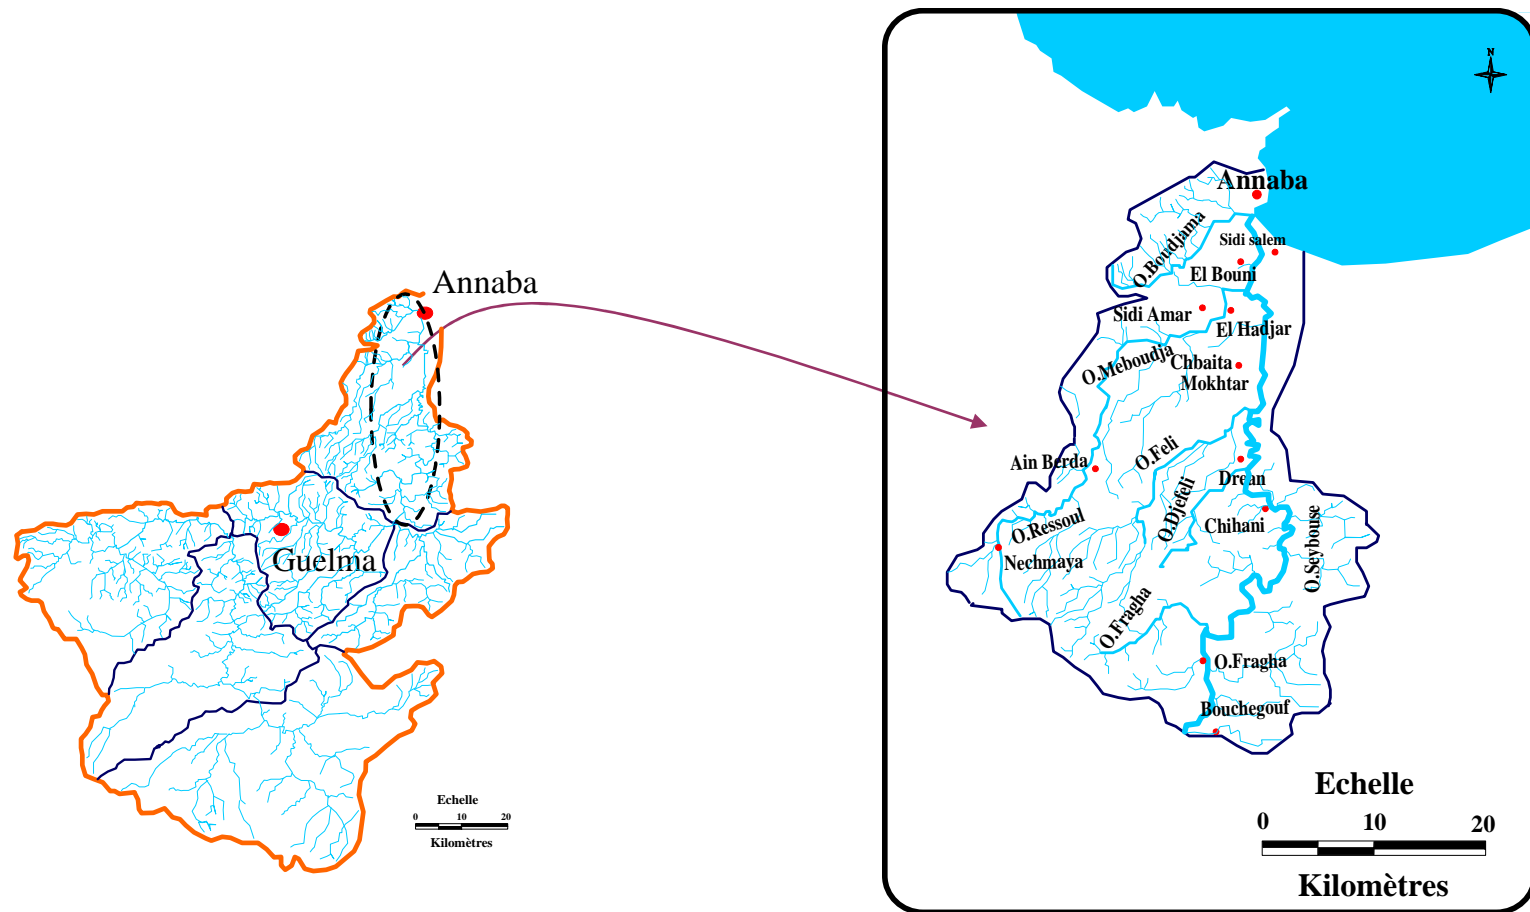 Annaba
Guelma
Echelle
0 10 20
Kilomètres
N
Annaba
O.Boudjama
Sidi salem
El Bouni
Sidi Amar
El Hadjar
O.Meboudja
Chbaita
Mokhtar
Ain Berda
O.Feli
Drean
O.Djefeli
Chihani
O.Seybouse
O.Ressoul
Nechmaya
O.Fragha
O.Fragha
Bouchegouf
Echelle
0 10 20
Kilomètres